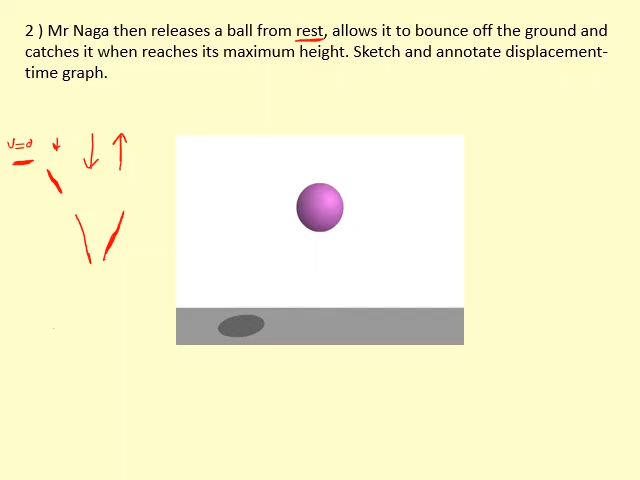 2 ) Mr Naga then releases a ball from rest, allows it to bounce off the ground and
catches it when reaches its maximum height. Sketch and annotate displacement-
time graph.
v=0